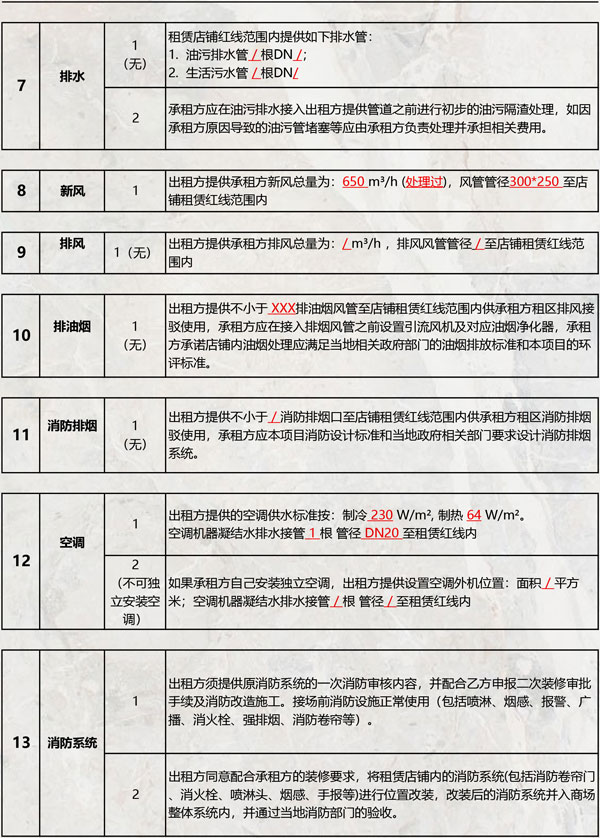 7
排水
1
（无）
租赁店铺红线范围内提供如下排水管：
1. 油污排水管 / 根DN / ；
2. 生活污水管 / 根DN/
2
承租方应在油污排水接入出租方提供管道之前进行初步的油污隔渣处理，如因
承租方原因导致的油污管堵塞等应由承租方负责处理并承担相关费用。
8
新风
1
出租方提供承租方新风总量为：650 m³/h (处理过)，风管管径300*250 至店
铺租赁红线范围内
9
排风
1（无）
出租方提供承租方排风总量为： / m³/h ，排风风管管径 / 至店铺租赁红线范
围内
10
排油烟
1
（无）
出租方提供不小于 XXX排油烟风管至店铺租赁红线范围内供承租方租区排风接
驳使用，承租方应在接入排烟风管之前设置引流风机及对应油烟净化器，承租
方承诺店铺内油烟处理应满足当地相关政府部门的油烟排放标准和本项目的环
评标准。
11
消防排烟
1
（无）
出租方提供不小于 / 消防排烟口至店铺租赁红线范围内供承租方租区消防排烟
驳使用，承租方应本项目消防设计标准和当地政府相关部门要求设计消防排烟
系统。
12
空调
1
出租方提供的空调供水标准按：制冷 230 W/m², 制热 64 W/m²。
空调机器凝结水排水接管 1 根 管径 DN20 至租赁红线内
2
（不可独
立安装空
调）
如果承租方自己安装独立空调，出租方提供设置空调外机位置：面积 / 平方
米；空调机器凝结水排水接管 / 根 管径 / 至租赁红线内
13
消防系统
1
出租方须提供原消防系统的一次消防审核内容，并配合乙方申报二次装修审批
手续及消防改造施工。接场前消防设施正常使用（包括喷淋、烟感、报警、广
播、消火栓、强排烟、消防卷帘等）。
2
出租方同意配合承租方的装修要求，将租赁店铺内的消防系统(包括消防卷帘门
、消火栓、喷淋头、烟感、手报等)进行位置改装，改装后的消防系统并入商场
整体系统内，并通过当地消防部门的验收。